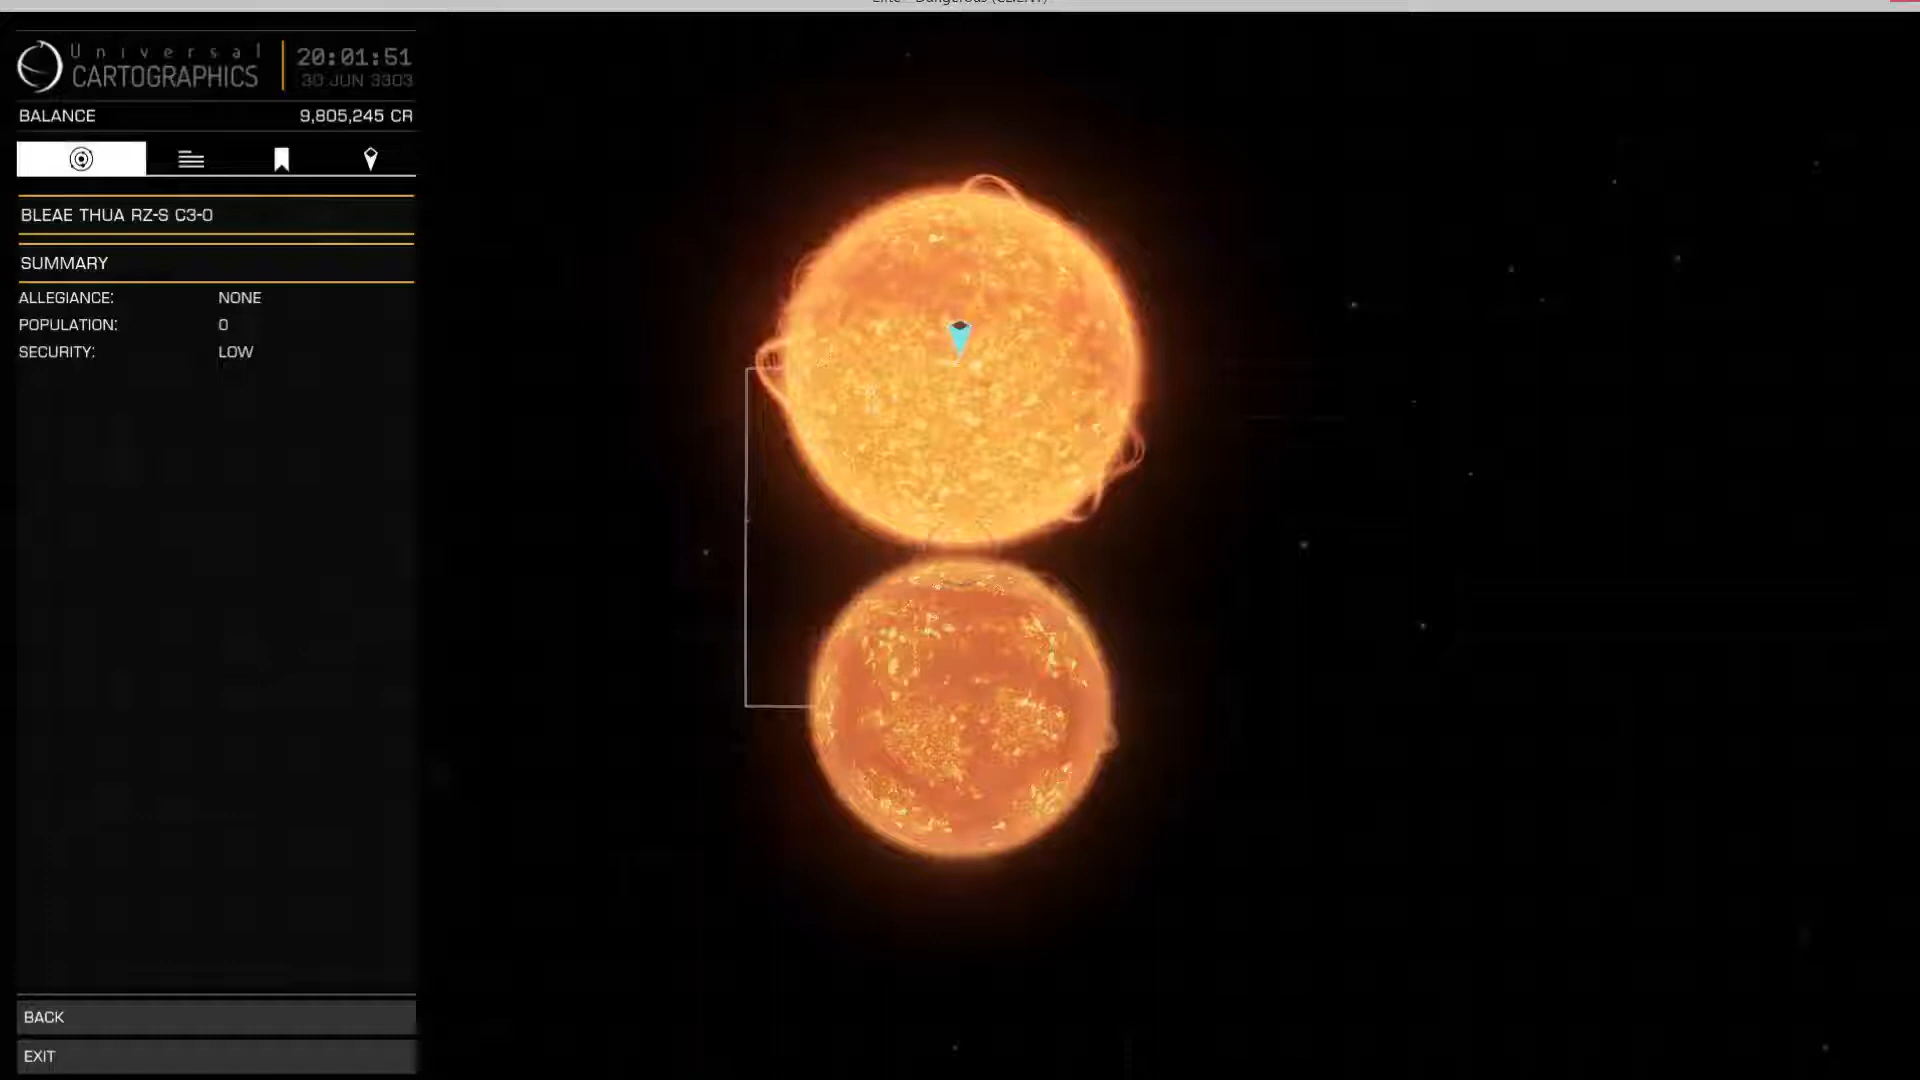 Universal
CARTOGRAPHICS
20:01:51
30 JUN 3303
BALANCE 9,805,245 CR
BLEAE THUA RZ-S C3-0
SUMMARY
ALLEGIANCE: NONE
POPULATION: 0
SECURITY: LOW
BACK
EXIT